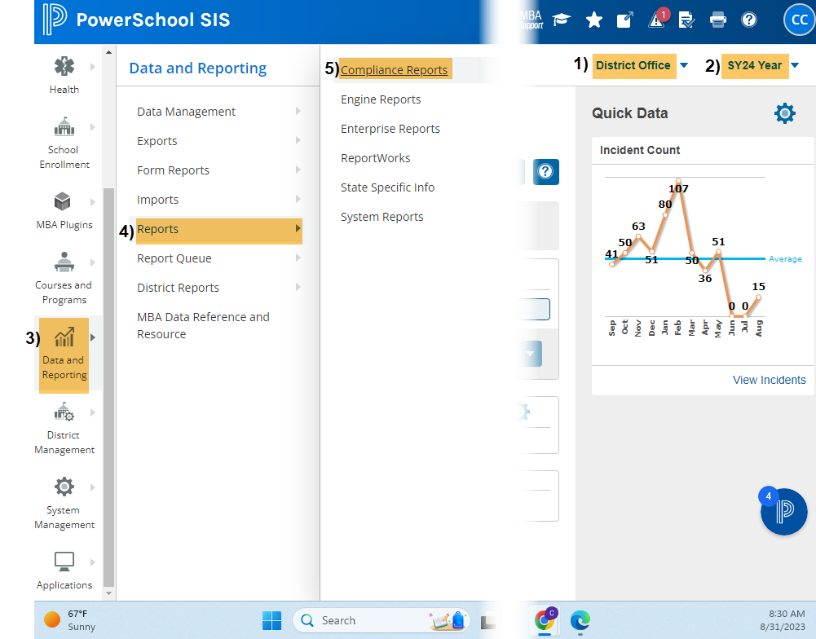 PowerSchool SIS
MBA
Support
1
CC
Health
School
Enrollment
MBA Plugins
Courses and
Programs
3)
Data and
Reporting
District
Management
System
Management
Applications
Data and Reporting
Data Management
Exports
Form Reports
Imports
4) Reports
Report Queue
District Reports
MBA Data Reference and
Resource
5) Compliance Reports
Engine Reports
Enterprise Reports
ReportWorks
State Specific Info
System Reports
1) District Office
2) SY24 Year
Quick Data
Incident Count
107
80
63
50
51
41
51
50
36
15
0 0
Average
Sep
Oct
Nov
Dec
Jan
Feb
Mar
Apr
May
Jun
Jul
Aug
View Incidents
4
67°F
Sunny
Search
C
8:30 AM
8/31/2023